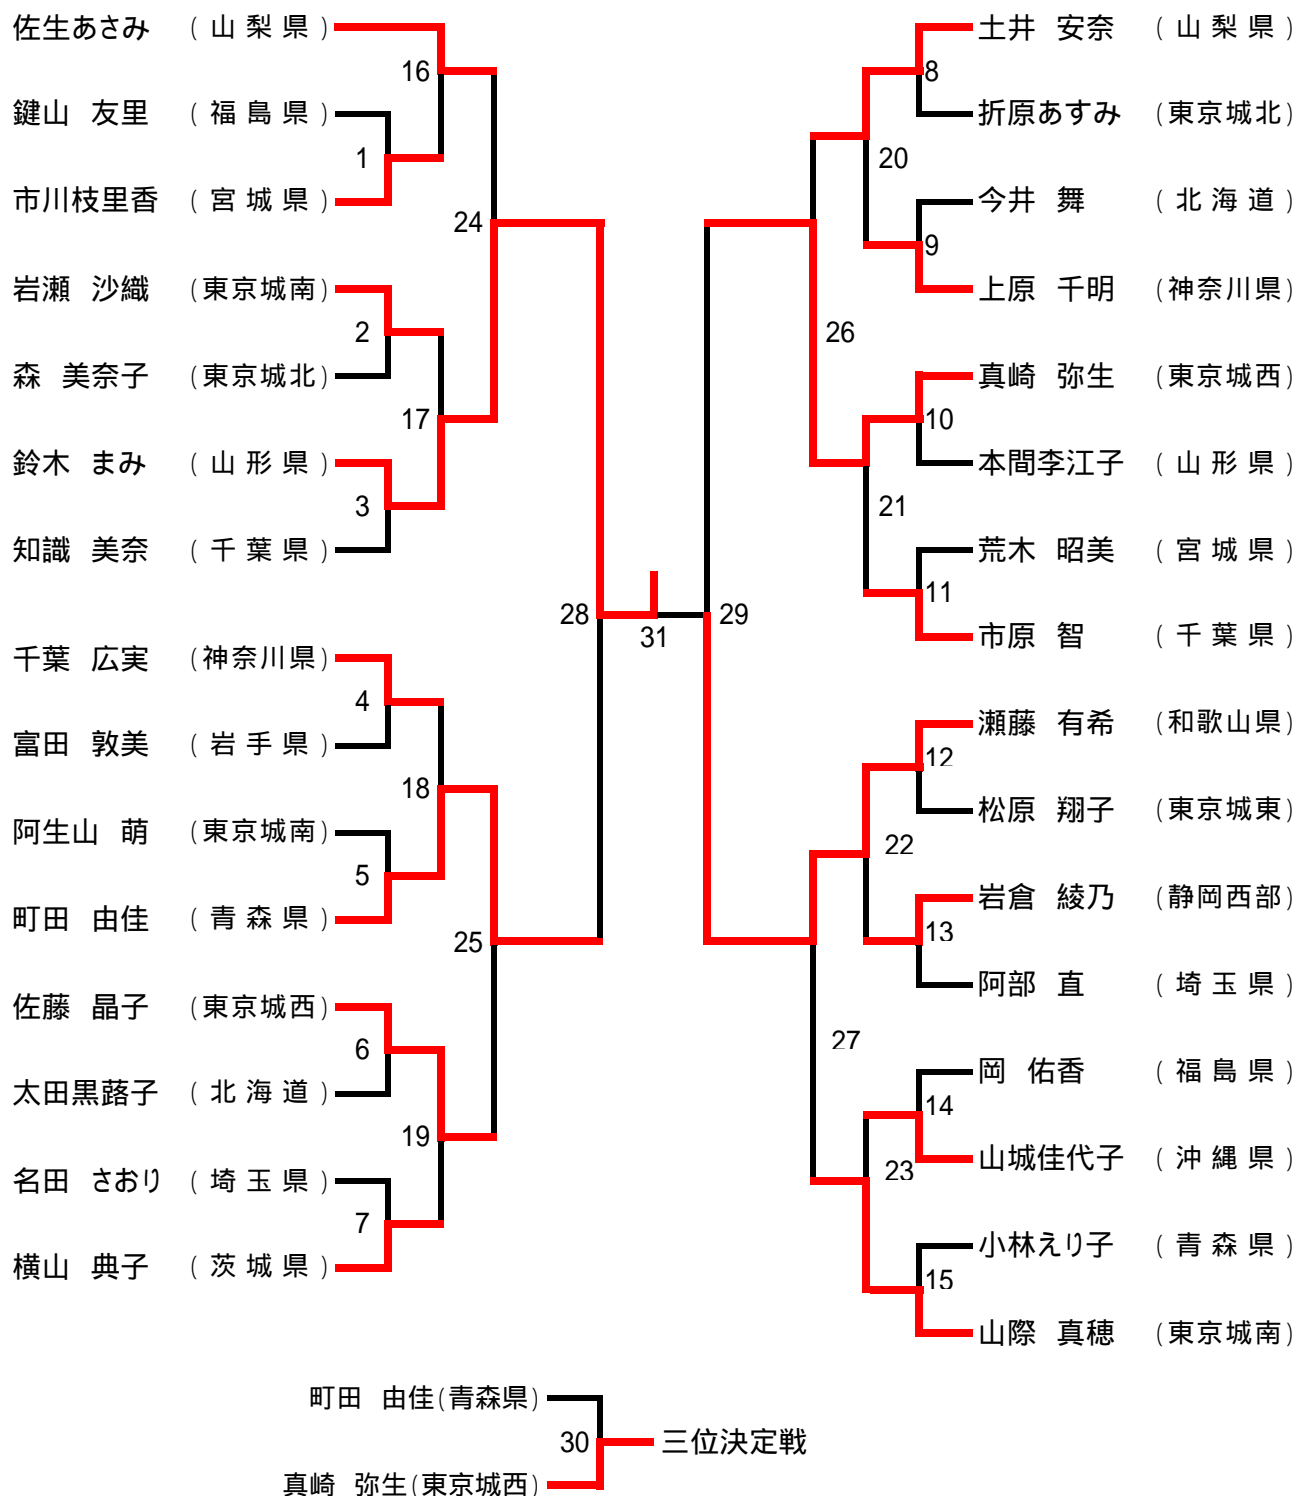 佐生あさみ (山梨県)
16
鍵山 友里 (福島県)
1
市川枝里香 (宮城県)
24
岩瀬 沙織 (東京城南)
2
森 美奈子 (東京城北)
17
鈴木 まみ (山形県)
3
知識 美奈 (千葉県)
28
千葉 広実 (神奈川県)
4
富田 敦美 (岩手県)
18
阿生山 萌 (東京城南)
5
町田 由佳 (青森県)
25
佐藤 晶子 (東京城西)
6
太田黒蕗子 (北海道)
19
名田 さおり (埼玉県)
7
横山 典子 (茨城県)
31
土井 安奈 (山梨県)
8
折原あすみ (東京城北)
20
今井 舞 (北海道)
9
上原 千明 (神奈川県)
26
真崎 弥生 (東京城西)
10
本間李江子 (山形県)
21
荒木 昭美 (宮城県)
11
市原 智 (千葉県)
29
瀬藤 有希 (和歌山県)
12
松原 翔子 (東京城東)
22
岩倉 綾乃 (静岡西部)
13
阿部 直 (埼玉県)
27
岡 佑香 (福島県)
14
山城佳代子 (沖縄県)
23
小林えり子 (青森県)
15
山際 真穂 (東京城南)
町田 由佳(青森県)
30
三位決定戦
真崎 弥生(東京城西)